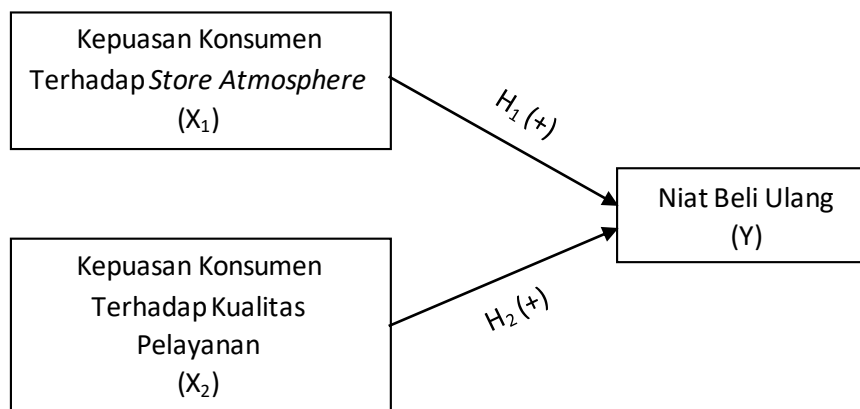 Kepuasan Konsumen
Terhadap Store Atmosphere
(X₁)
H₁ (+)
Niat Beli Ulang
(Y)
Kepuasan Konsumen
Terhadap Kualitas
Pelayanan
(X₂)
H₂ (+)